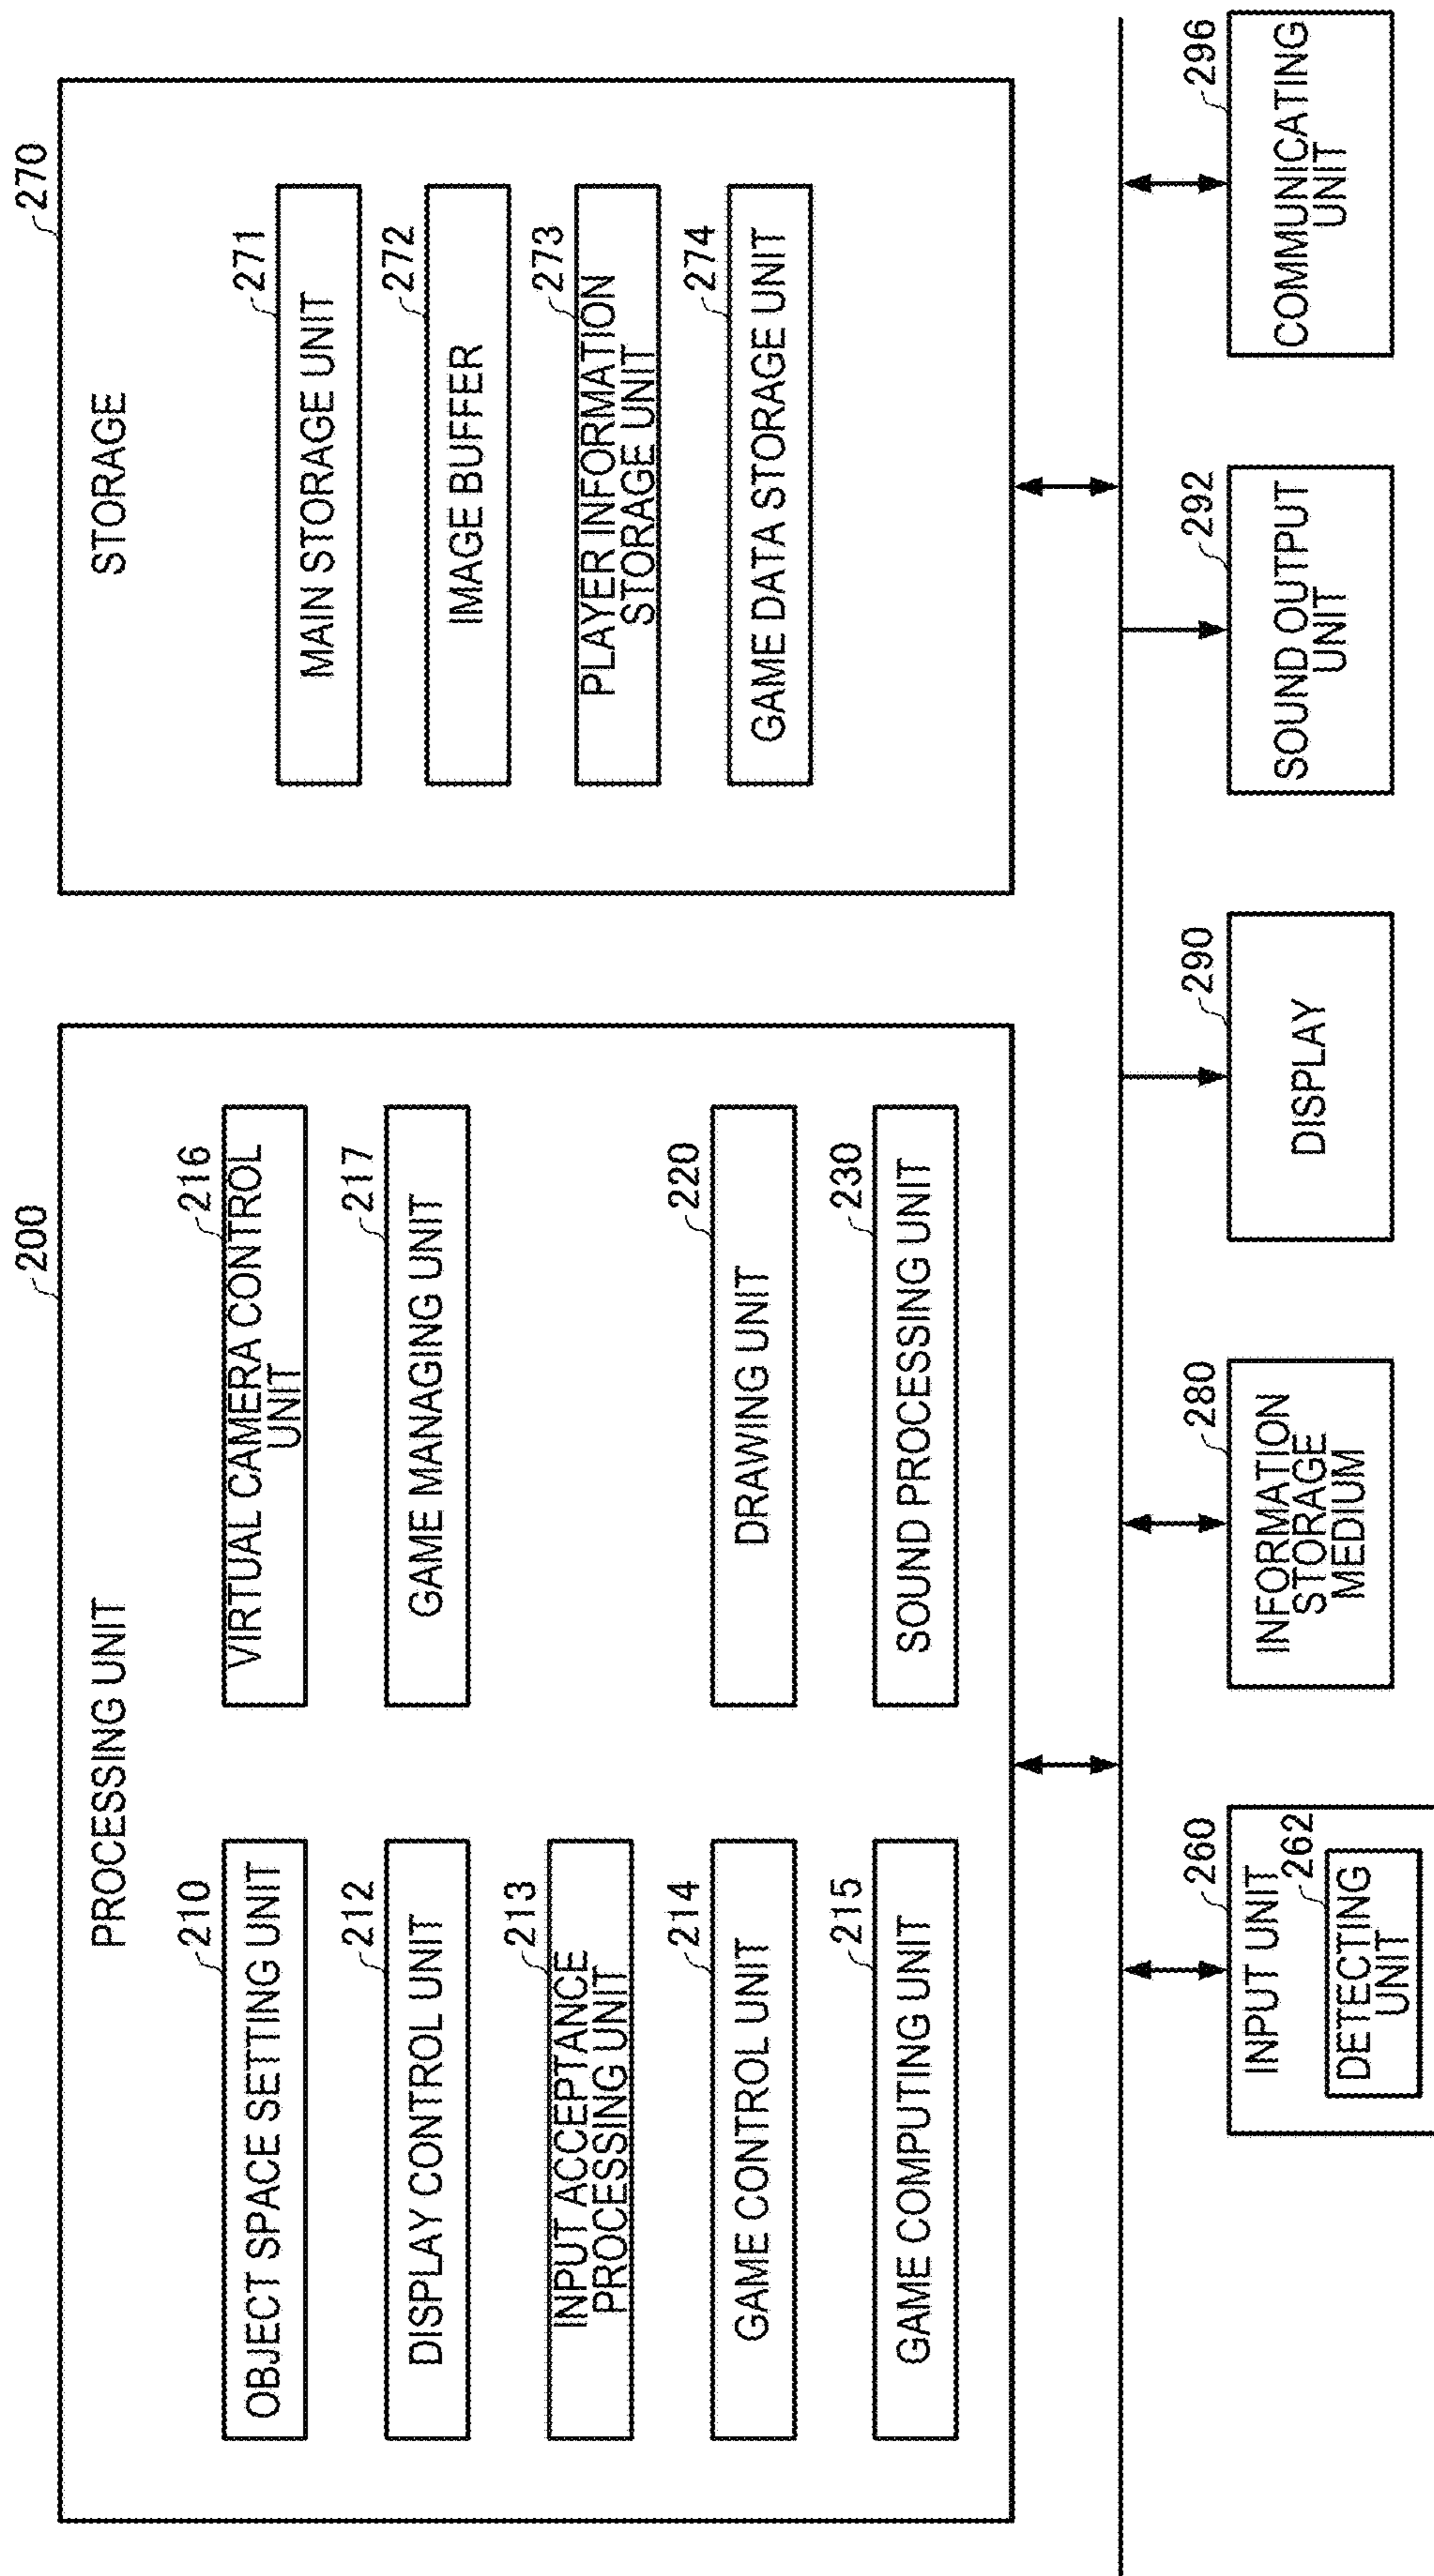 200
PROCESSING UNIT
210
OBJECT SPACE SETTING UNIT
212
DISPLAY CONTROL UNIT
213
INPUT ACCEPTANCE
PROCESSING UNIT
214
GAME CONTROL UNIT
215
GAME COMPUTING UNIT
216
VIRTUAL CAMERA CONTROL
UNIT
217
GAME MANAGING UNIT
220
DRAWING UNIT
230
SOUND PROCESSING UNIT
270
STORAGE
271
MAIN STORAGE UNIT
272
IMAGE BUFFER
273
PLAYER INFORMATION
STORAGE UNIT
274
GAME DATA STORAGE UNIT
260
INPUT UNIT
262
DETECTING
UNIT
280
INFORMATION
STORAGE
MEDIUM
290
DISPLAY
292
SOUND OUTPUT
UNIT
296
COMMUNICATING
UNIT